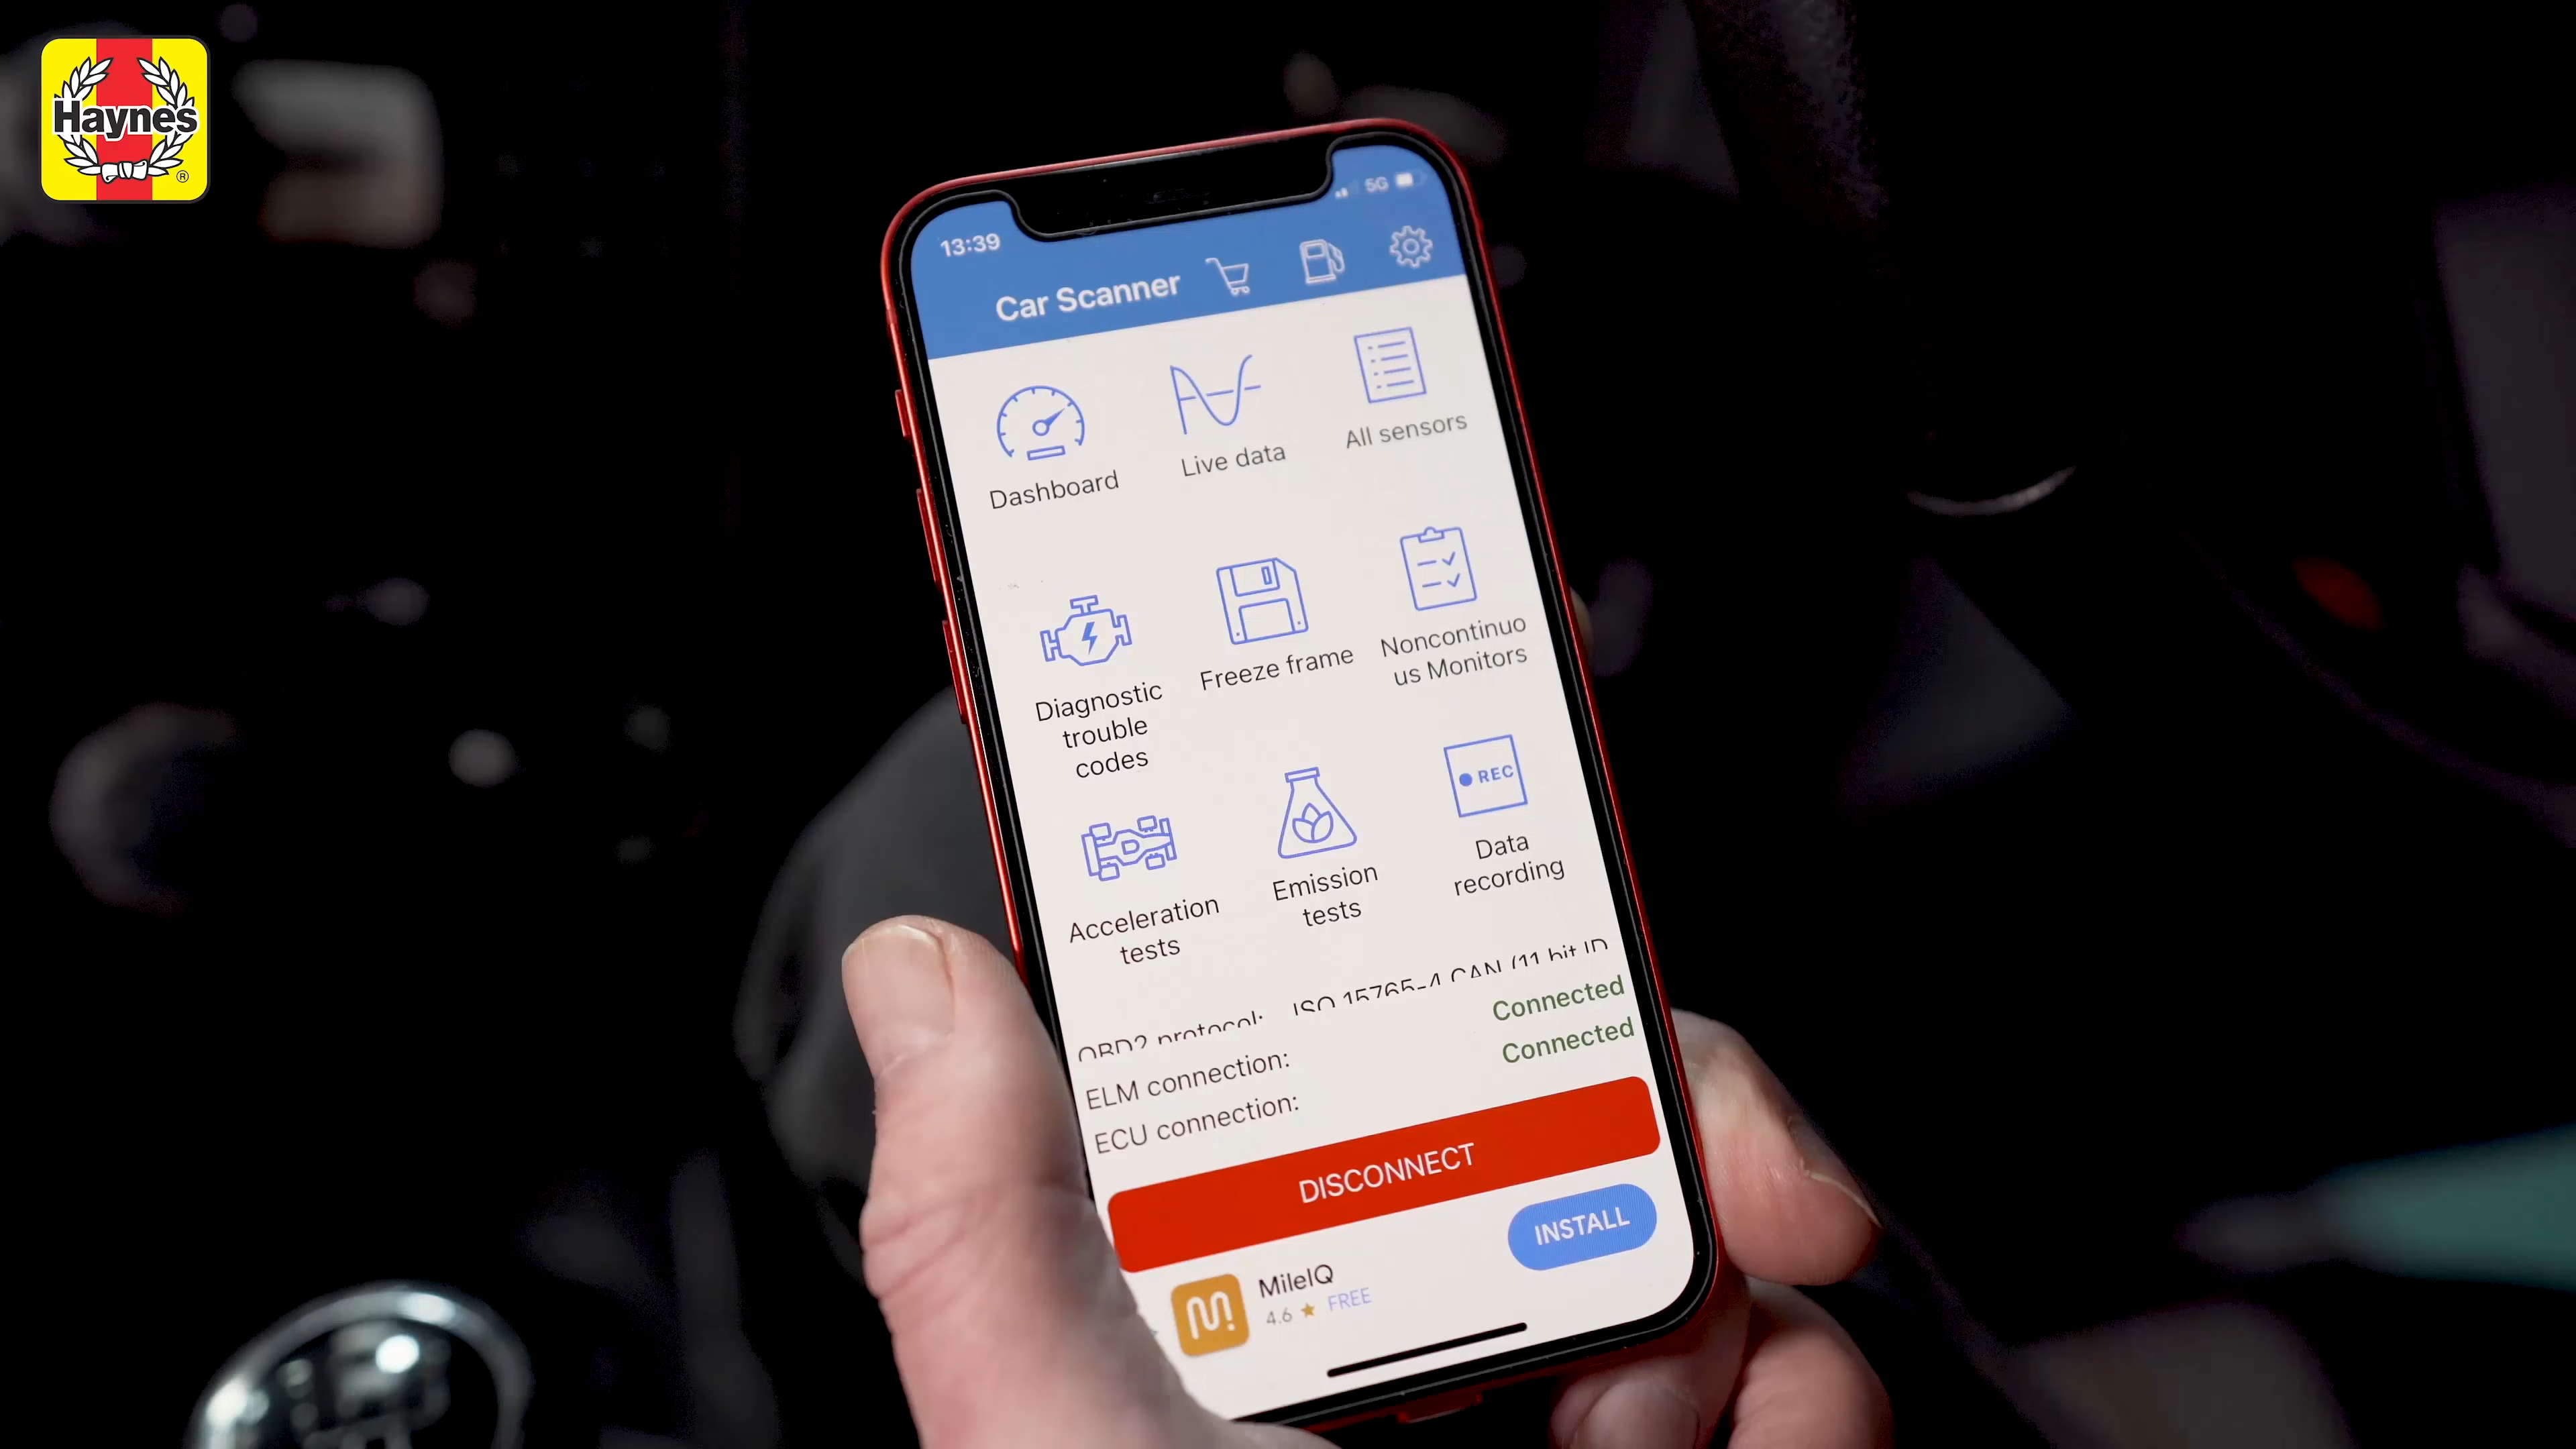 Haynes
®
13:39
5G
Car Scanner
Dashboard
Live data
All sensors
Diagnostic
trouble
codes
Freeze frame
Noncontinuo
us Monitors
REC
Acceleration
tests
Emission
tests
Data
recording
OBD2 protocol: ISO 15765-4 CAN (11 bit ID
ELM connection: Connected
ECU connection: Connected
DISCONNECT
MileIQ
4.6 ★ FREE
INSTALL